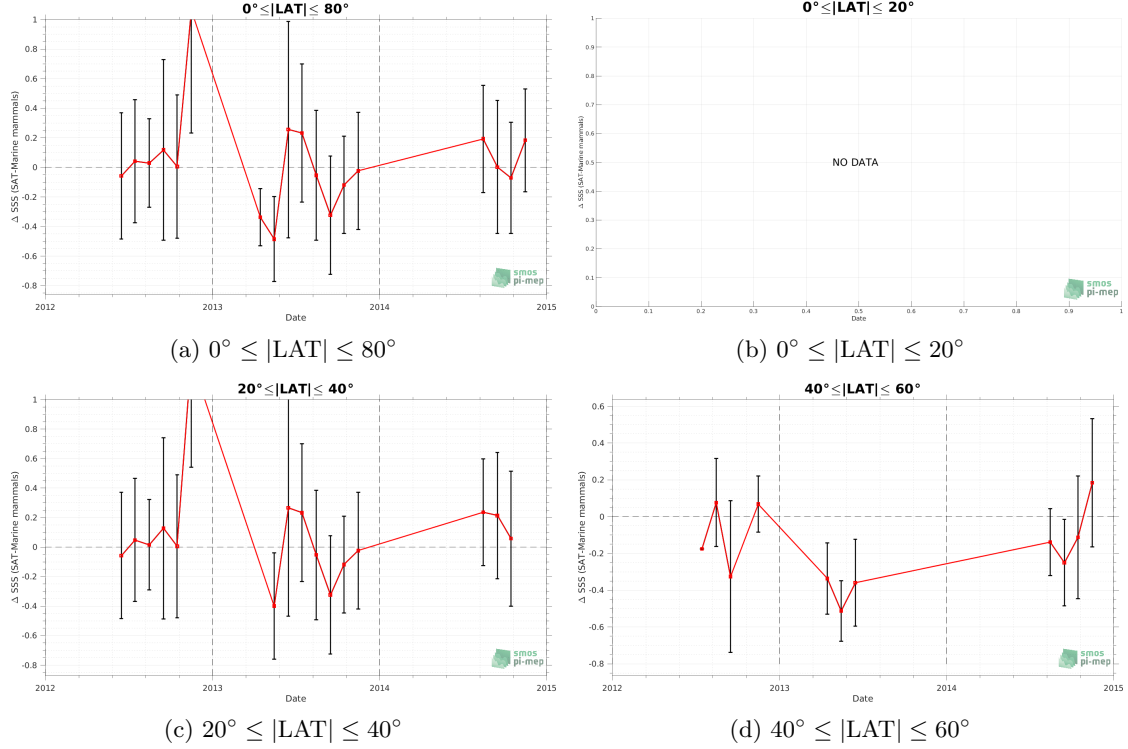 0°≤|LAT|≤ 80°
1
0.8
0.6
0.4
0.2
0
-0.2
-0.4
-0.6
-0.8
Δ SSS (SAT-Marine mammals)
2012 2013 2014 2015
Date
smos
pi-mep
(a) 0° ≤ |LAT| ≤ 80°
0°≤|LAT|≤ 20°
1
0.9
0.8
0.7
0.6
0.5
0.4
0.3
0.2
0.1
0
Δ SSS (SAT-Marine mammals)
NO DATA
0 0.1 0.2 0.3 0.4 0.5 0.6 0.7 0.8 0.9 1
Date
smos
pi-mep
(b) 0° ≤ |LAT| ≤ 20°
20°≤|LAT|≤ 40°
1
0.8
0.6
0.4
0.2
0
-0.2
-0.4
-0.6
-0.8
Δ SSS (SAT-Marine mammals)
2012 2013 2014 2015
Date
smos
pi-mep
(c) 20° ≤ |LAT| ≤ 40°
40°≤|LAT|≤ 60°
0.6
0.4
0.2
0
-0.2
-0.4
-0.6
-0.8
Δ SSS (SAT-Marine mammals)
2012 2013 2014 2015
Date
smos
pi-mep
(d) 40° ≤ |LAT| ≤ 60°